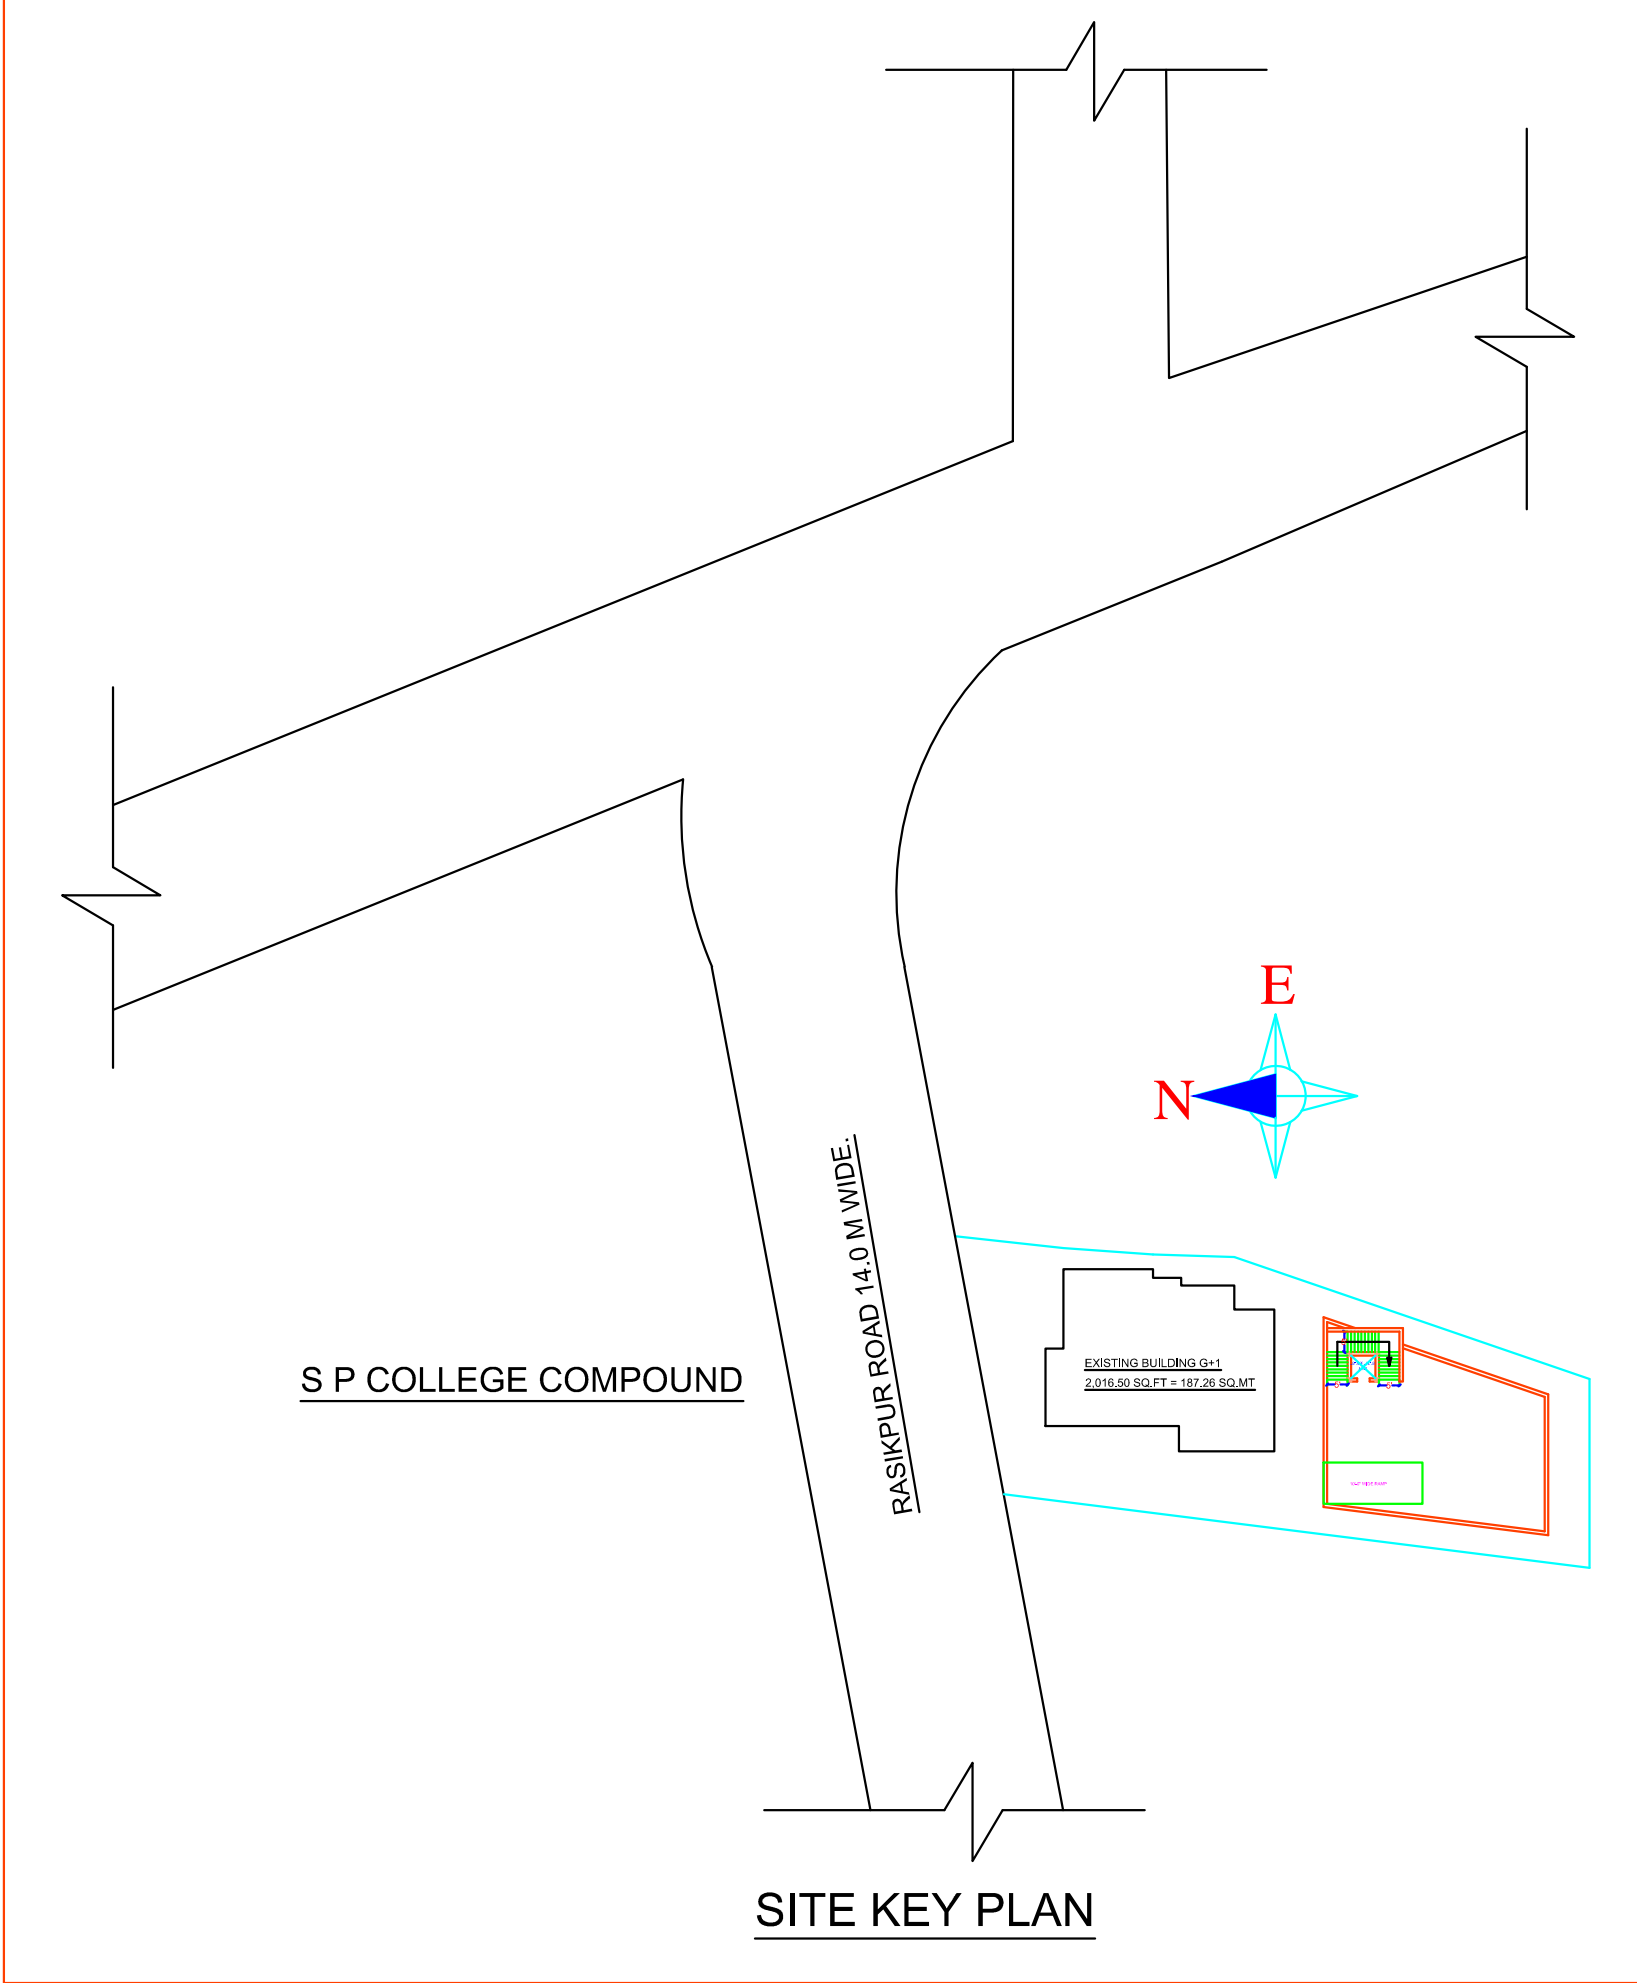 E
N
RASIKPUR ROAD 14.0 M WIDE.
S P COLLEGE COMPOUND
EXISTING BUILDING G+1
2,016.50 SQ.FT = 187.26 SQ.MT
SITE KEY PLAN